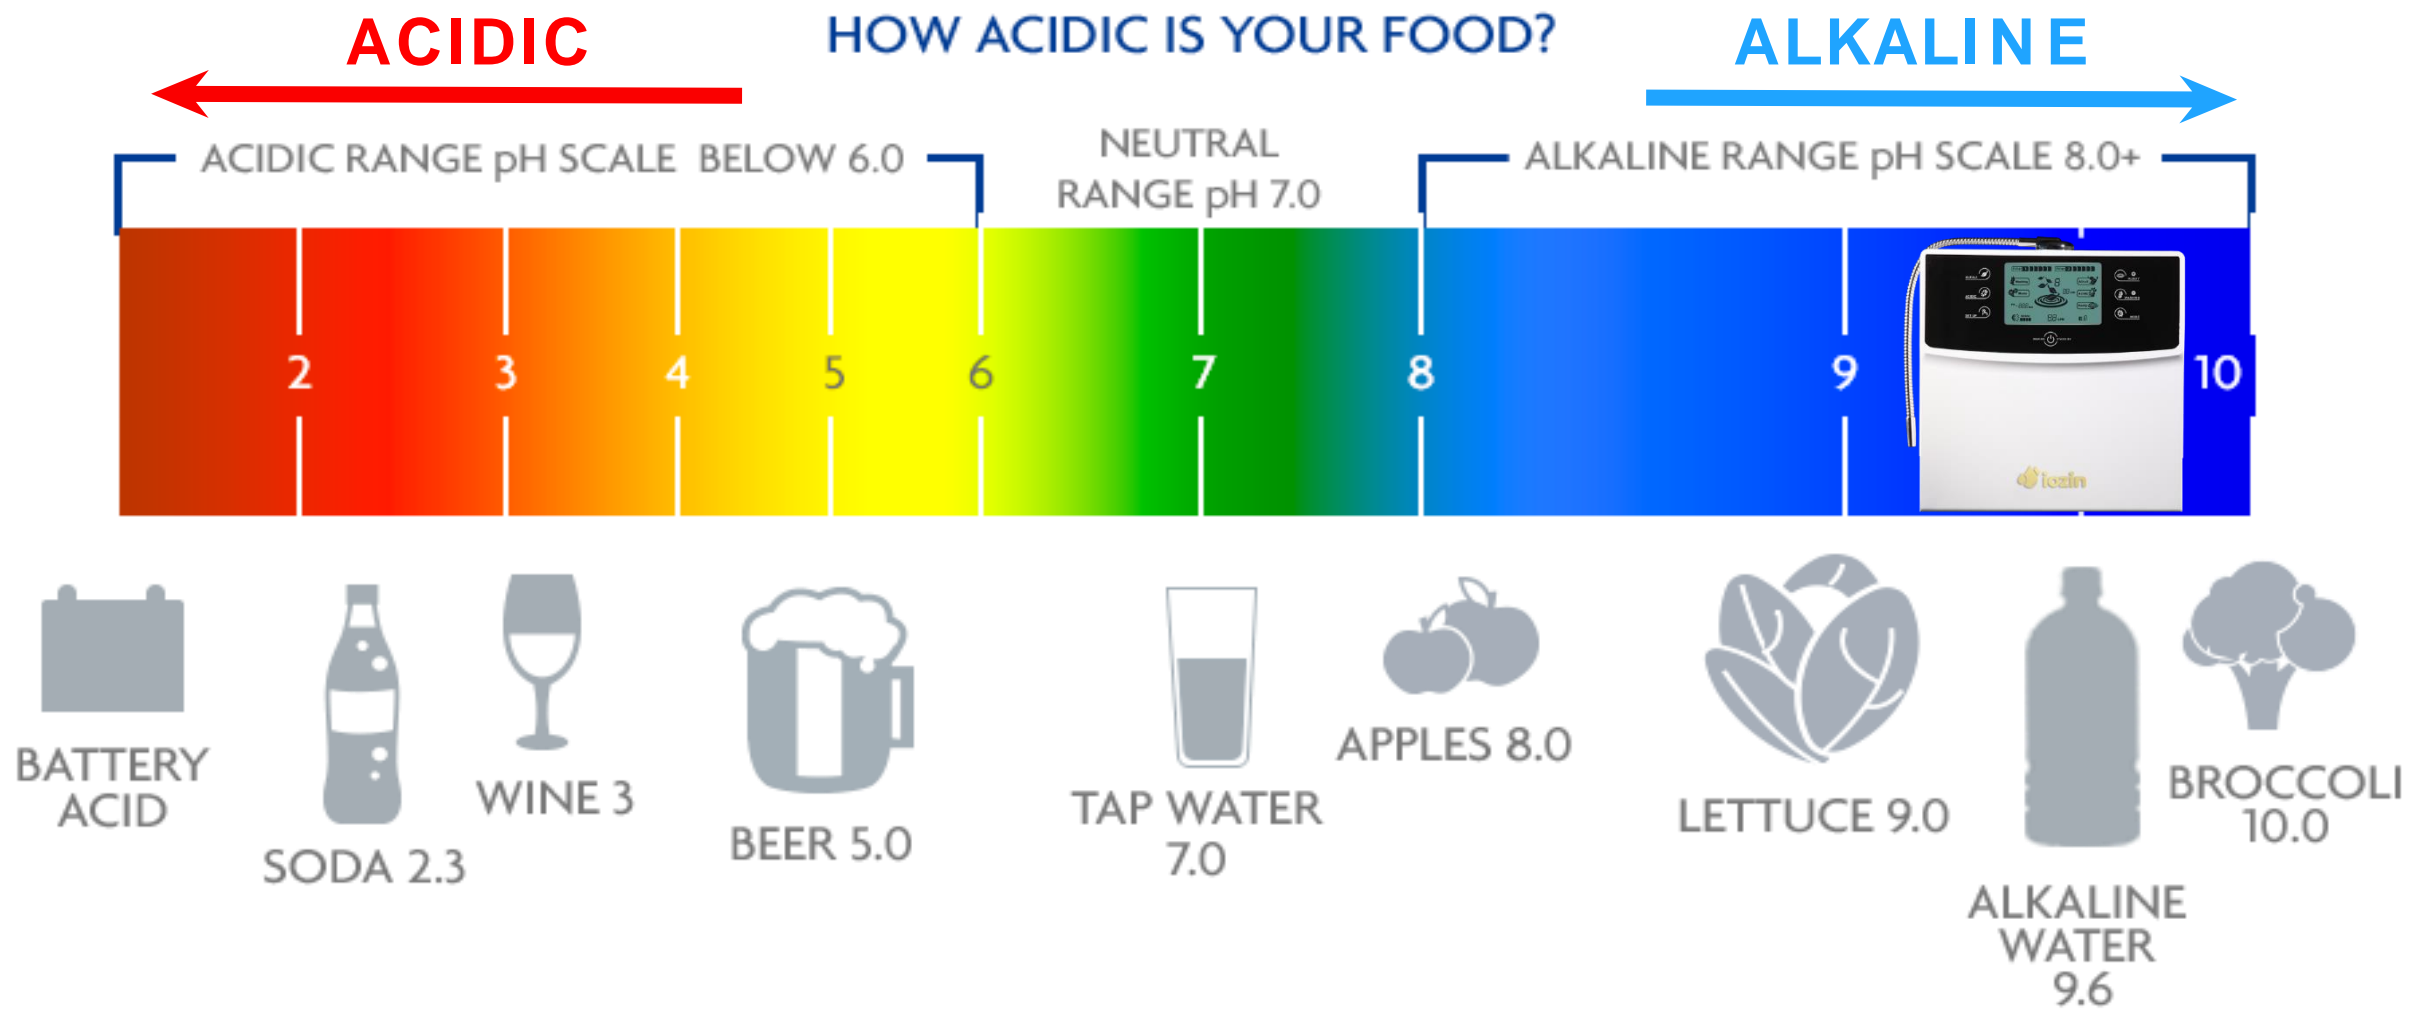 ACIDIC
HOW ACIDIC IS YOUR FOOD?
ALKALINE
ACIDIC RANGE pH SCALE BELOW 6.0
NEUTRAL
RANGE pH 7.0
ALKALINE RANGE pH SCALE 8.0+
2
3
4
5
6
7
8
9
10
iozin
BATTERY
ACID
SODA 2.3
WINE 3
BEER 5.0
TAP WATER
7.0
APPLES 8.0
LETTUCE 9.0
ALKALINE
WATER
9.6
BROCCOLI
10.0